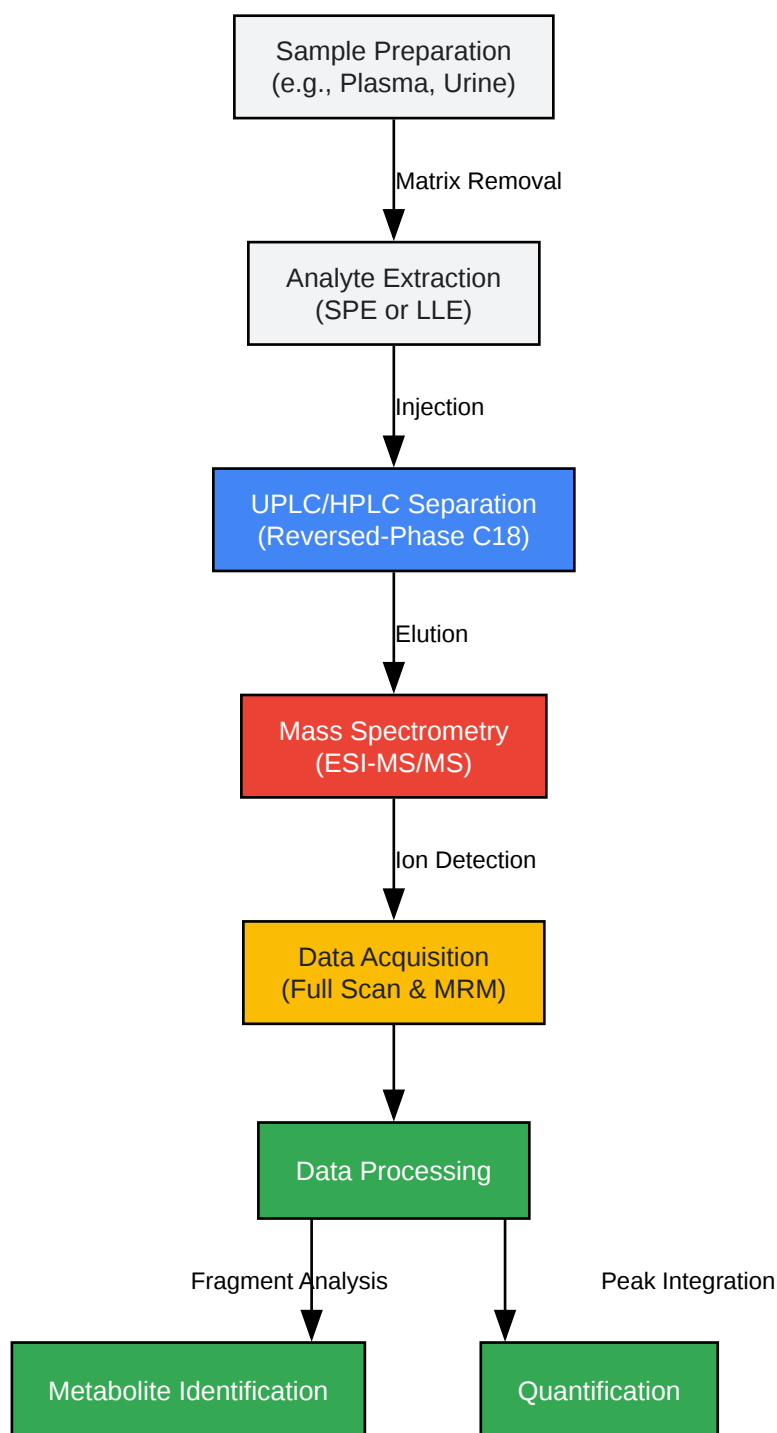 Sample Preparation
(e.g., Plasma, Urine)
Matrix Removal
Analyte Extraction
(SPE or LLE)
Injection
UPLC/HPLC Separation
(Reversed-Phase C18)
Elution
Mass Spectrometry
(ESI-MS/MS)
Ion Detection
Data Acquisition
(Full Scan & MRM)
Data Processing
Fragment Analysis
Peak Integration
Metabolite Identification
Quantification